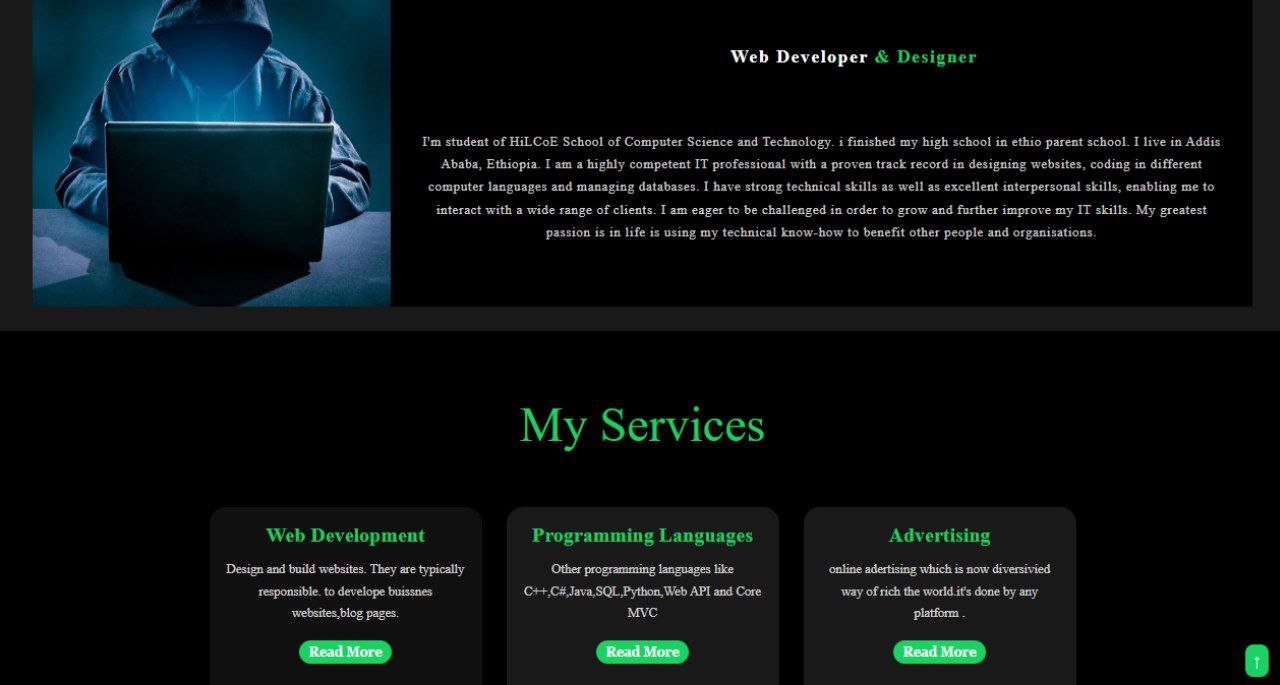 Web Developer & Designer
I'm student of HiLCoE School of Computer Science and Technology. i finished my high school in ethio parent school. I live in Addis
Ababa, Ethiopia. I am a highly competent IT professional with a proven track record in designing websites, coding in different
computer languages and managing databases. I have strong technical skills as well as excellent interpersonal skills, enabling me to
interact with a wide range of clients. I am eager to be challenged in order to grow and further improve my IT skills. My greatest
passion is in life is using my technical know-how to benefit other people and organisations.
My Services
Web Development
Design and build websites. They are typically
responsible. to develope buissnes
websites,blog pages.
Read More
Programming Languages
Other programming languages like
C++,C#,Java,SQL,Python,Web API and Core
MVC
Read More
Advertising
online adertising which is now diversivied
way of rich the world.it's done by any
platform .
Read More
↑